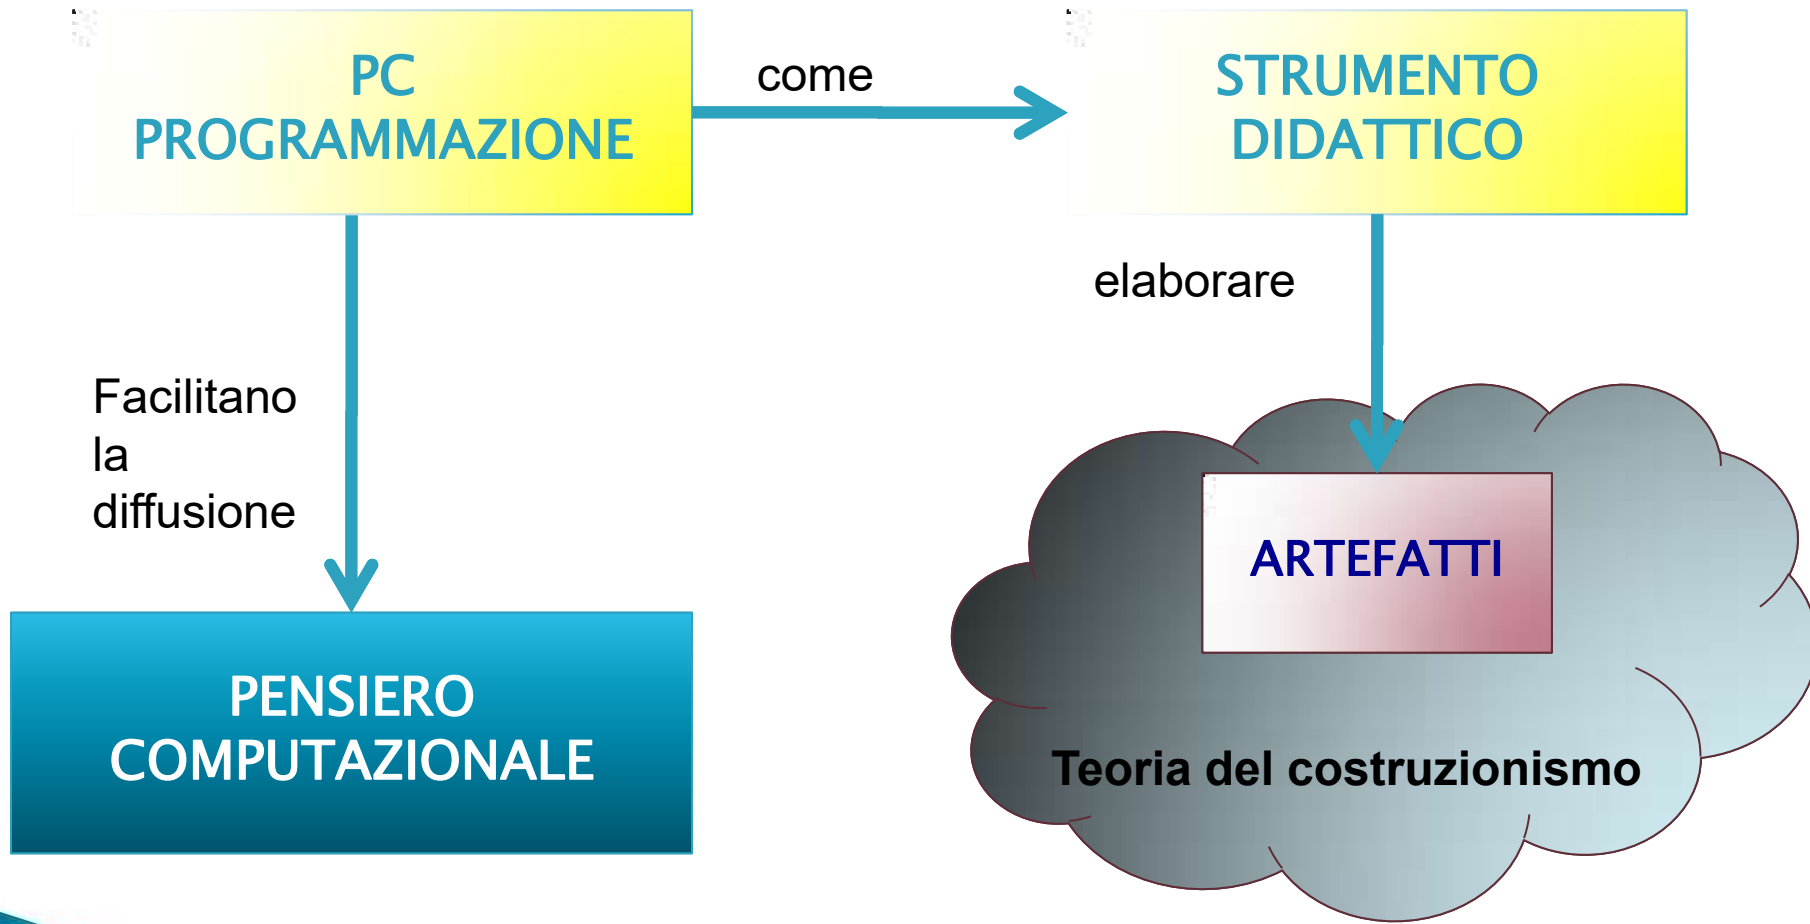 PC
PROGRAMMAZIONE
come
STRUMENTO
DIDATTICO
elaborare
Facilitano
la
diffusione
ARTEFATTI
PENSIERO
COMPUTAZIONALE
Teoria del costruzionismo